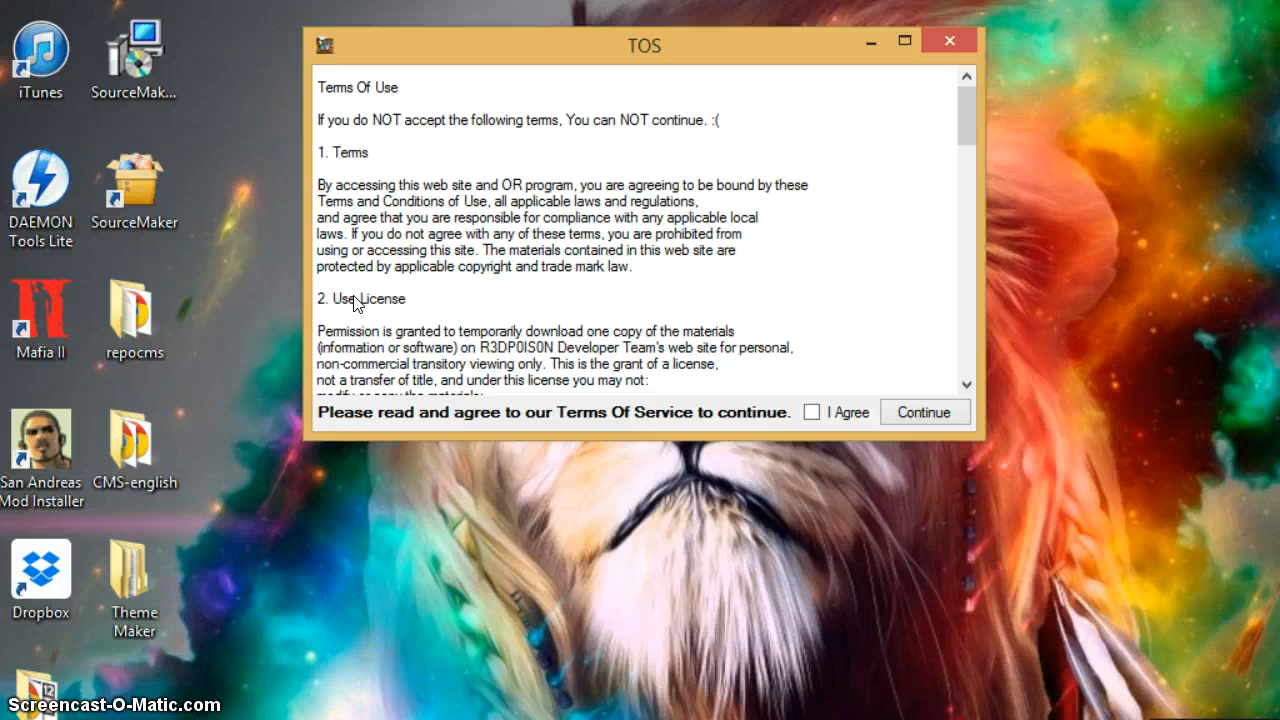 TOS
Terms Of Use
If you do NOT accept the following terms, You can NOT continue. :(
1. Terms
By accessing this web site and OR program, you are agreeing to be bound by these
Terms and Conditions of Use, all applicable laws and regulations,
and agree that you are responsible for compliance with any applicable local
laws. If you do not agree with any of these terms, you are prohibited from
using or accessing this site. The materials contained in this web site are
protected by applicable copyright and trade mark law.
2. Use License
Permission is granted to temporarily download one copy of the materials
(information or software) on R3DP0IS0N Developer Team's web site for personal,
non-commercial transitory viewing only. This is the grant of a license,
not a transfer of title, and under this license you may not:
modify or copy the materials;
Please read and agree to our Terms Of Service to continue.
I Agree
Continue
iTunes
SourceMak...
DAEMON
Tools Lite
SourceMaker
Mafia II
repocms
San Andreas
Mod Installer
CMS-english
Dropbox
Theme
Maker
12
Screencast-O-Matic.com